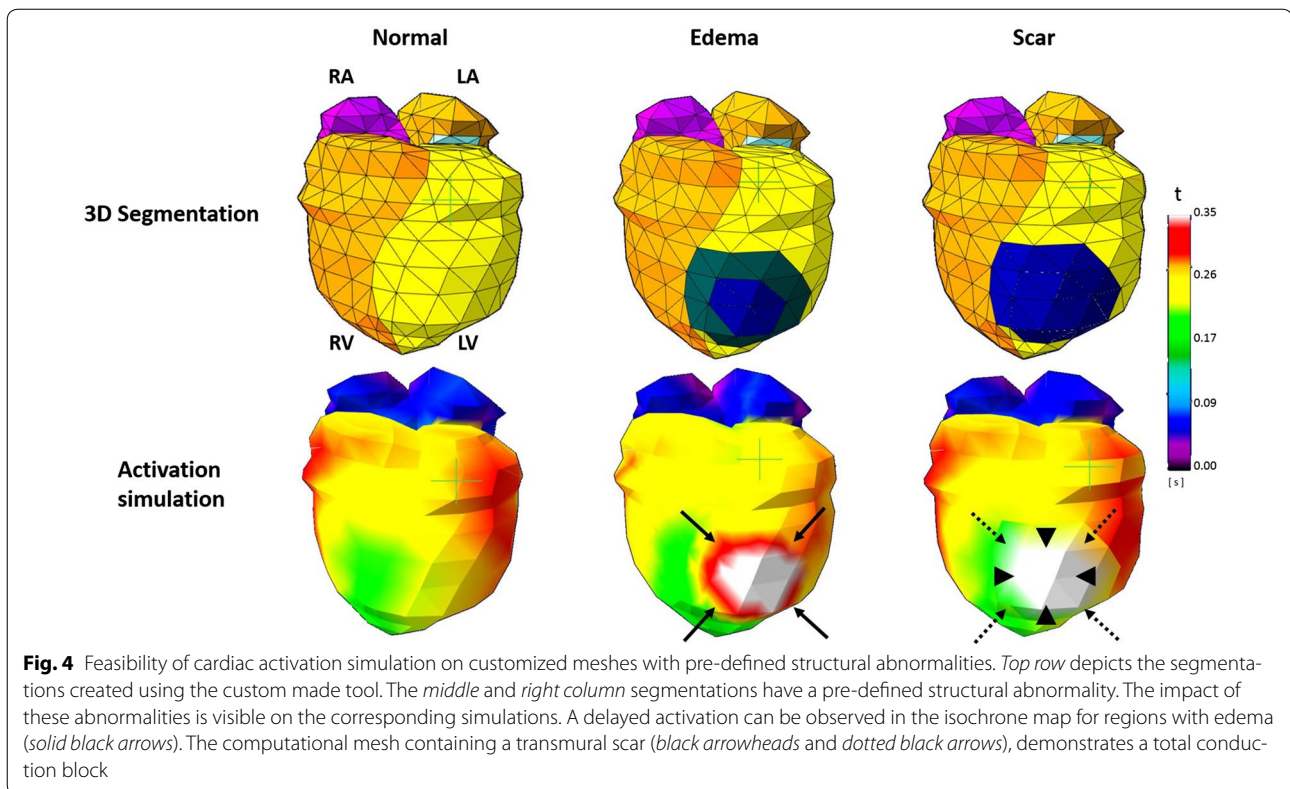 Normal Edema Scar
RA LA
3D Segmentation
t
0.35
0.26
0.17
0.09
0.00
[ s ]
RV LV
Activation
simulation
Fig. 4 Feasibility of cardiac activation simulation on customized meshes with pre-defined structural abnormalities. Top row depicts the segmenta-
tions created using the custom made tool. The middle and right column segmentations have a pre-defined structural abnormality. The impact of
these abnormalities is visible on the corresponding simulations. A delayed activation can be observed in the isochrone map for regions with edema
(solid black arrows). The computational mesh containing a transmural scar (black arrowheads and dotted black arrows), demonstrates a total conduc-
tion block